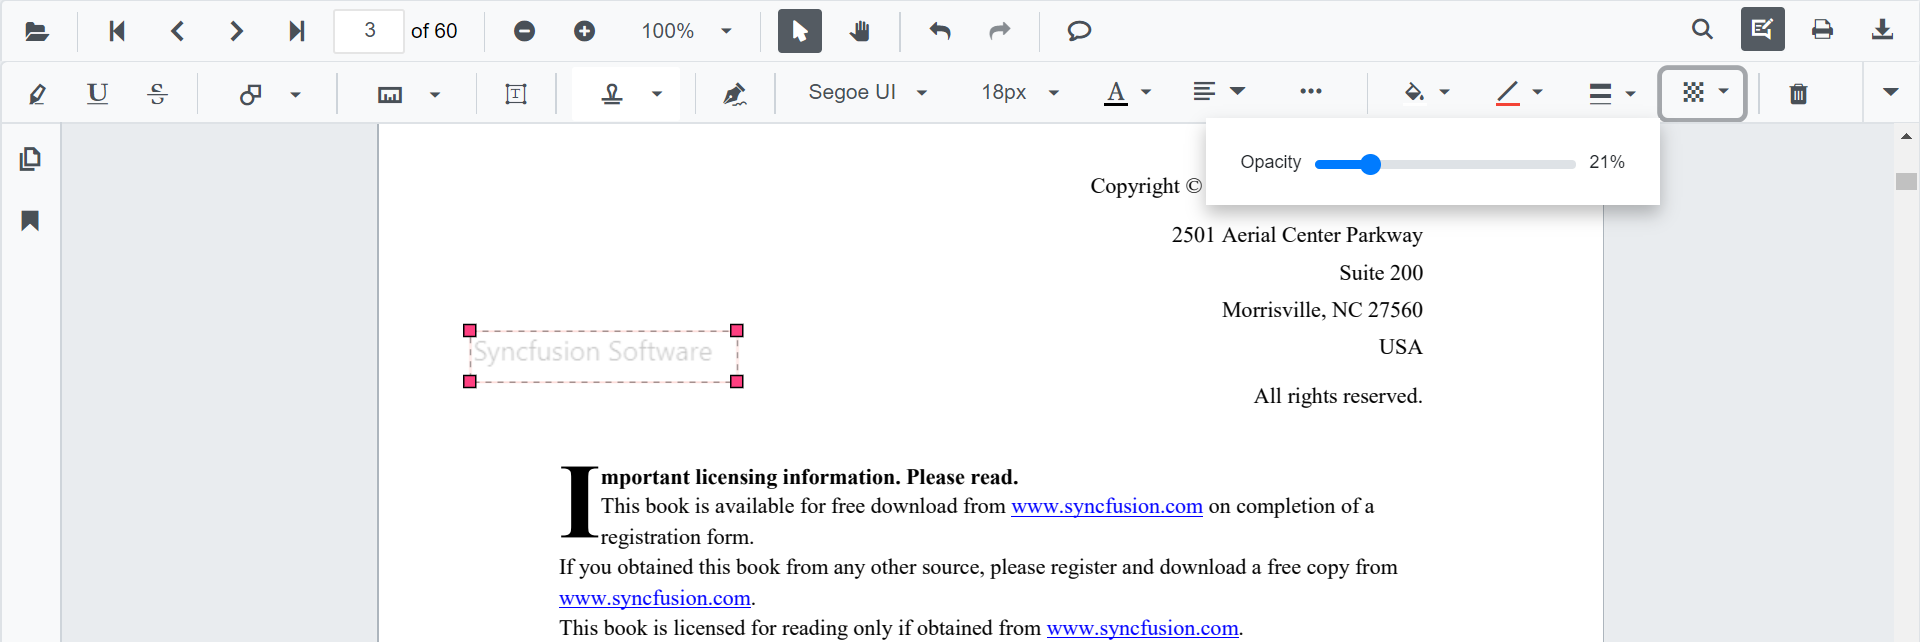 3 of 60 100%
U S Segoe UI 18px A
Opacity 21%
Copyright ©
2501 Aerial Center Parkway
Suite 200
Morrisville, NC 27560
USA
All rights reserved.
Syncfusion Software
Important licensing information. Please read.
This book is available for free download from www.syncfusion.com on completion of a
registration form.
If you obtained this book from any other source, please register and download a free copy from
www.syncfusion.com.
This book is licensed for reading only if obtained from www.syncfusion.com.